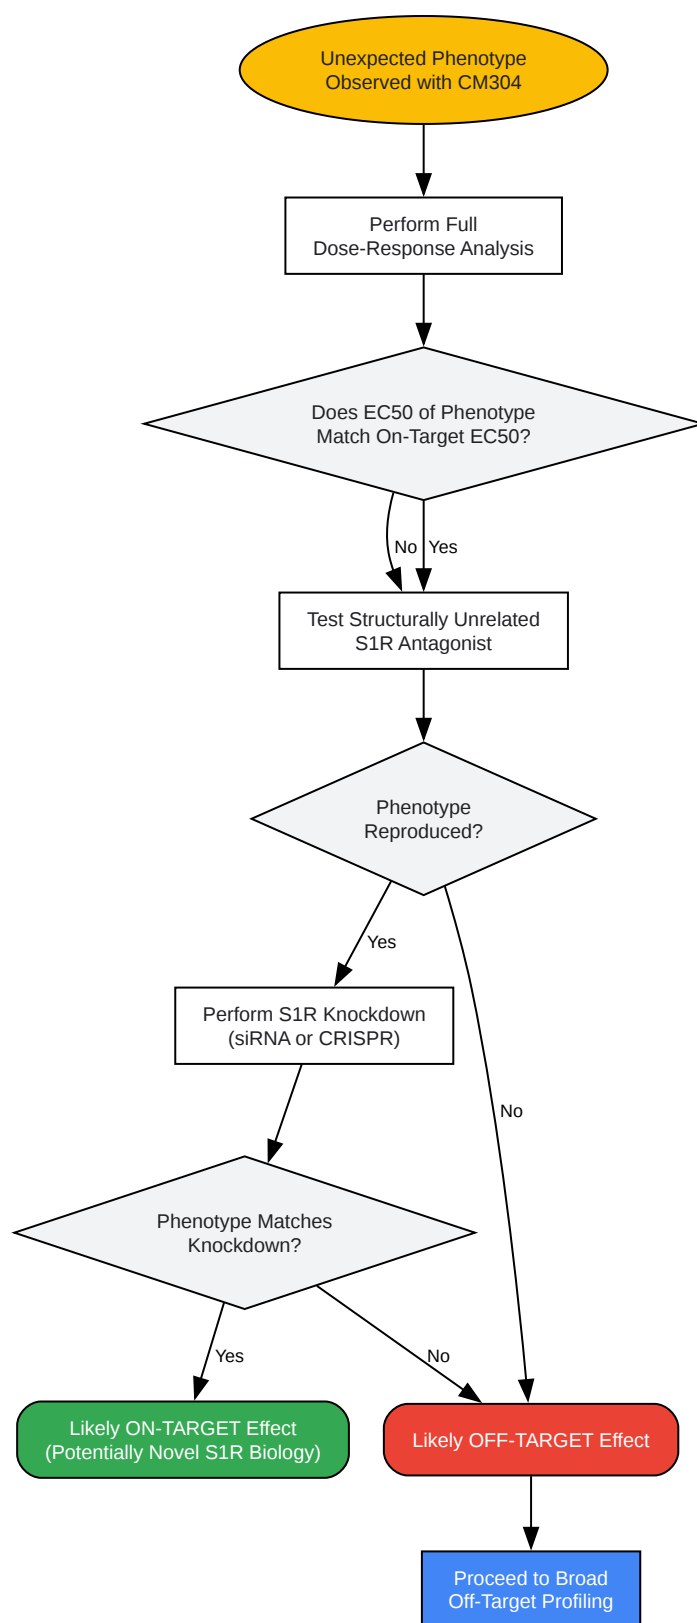 Unexpected Phenotype
Observed with CM304
Perform Full
Dose-Response Analysis
Does EC50 of Phenotype
Match On-Target EC50?
No
Yes
Test Structurally Unrelated
S1R Antagonist
Phenotype
Reproduced?
Yes
Perform S1R Knockdown
(siRNA or CRISPR)
No
Phenotype Matches
Knockdown?
Yes
No
Likely ON-TARGET Effect
(Potentially Novel S1R Biology)
Likely OFF-TARGET Effect
Proceed to Broad
Off-Target Profiling